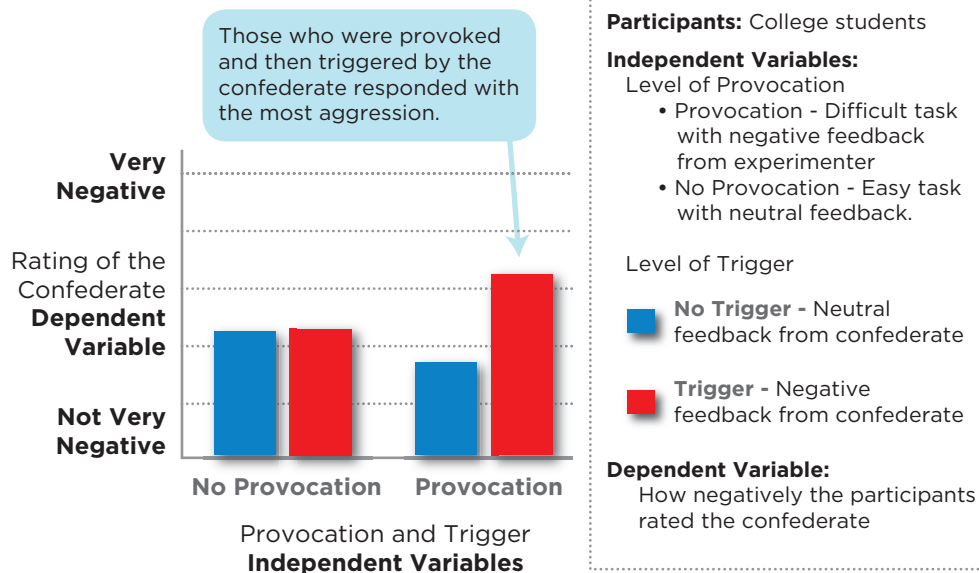 Those who were provoked
and then triggered by the
confederate responded with
the most aggression.
Very
Negative
Rating of the
Confederate
Dependent
Variable
Not Very
Negative
No Provocation
Provocation
Provocation and Trigger
Independent Variables
Participants: College students
Independent Variables:
Level of Provocation
• Provocation - Difficult task
with negative feedback
from experimenter
• No Provocation - Easy task
with neutral feedback.
Level of Trigger
No Trigger - Neutral
feedback from confederate
Trigger - Negative
feedback from confederate
Dependent Variable:
How negatively the participants
rated the confederate